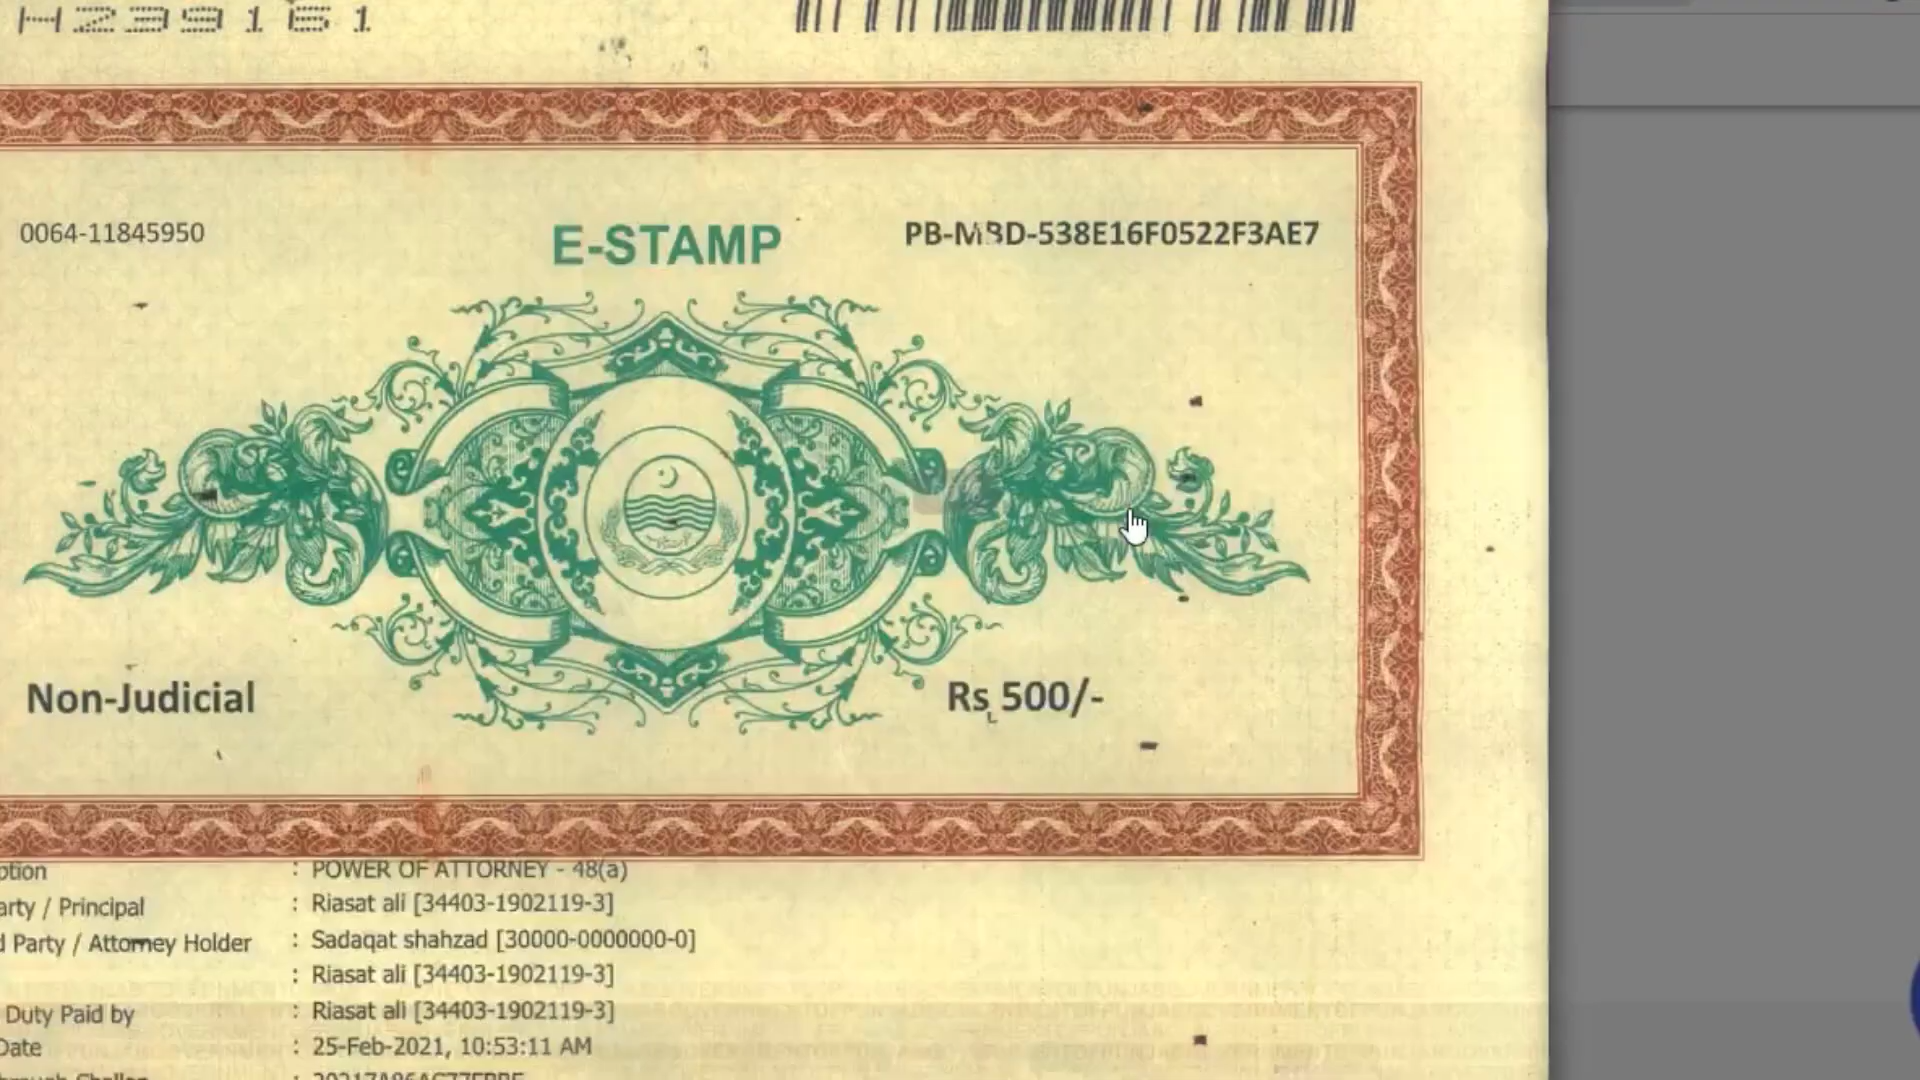 H239161
0064-11845950
E-STAMP
PB-MBD-538E16F0522F3AE7
Non-Judicial
Rs 500/-
ption : POWER OF ATTORNEY - 48(a)
arty / Principal : Riasat ali [34403-1902119-3]
d Party / Attorney Holder : Sadaqat shahzad [30000-0000000-0]
: Riasat ali [34403-1902119-3]
Duty Paid by : Riasat ali [34403-1902119-3]
Date : 25-Feb-2021, 10:53:11 AM